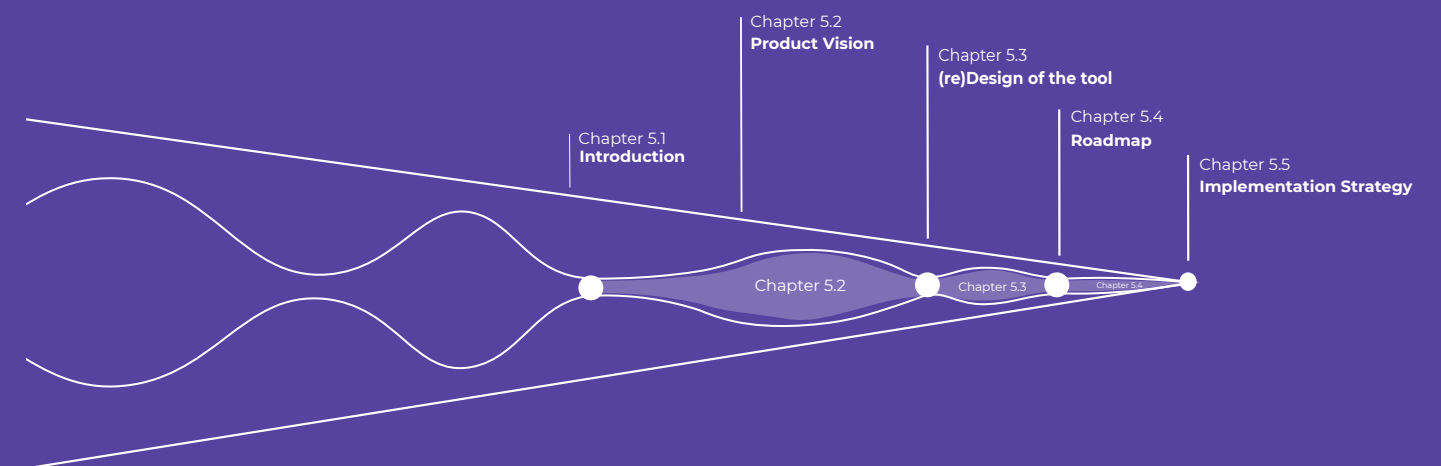 Chapter 5.2
Product Vision
Chapter 5.3
(re)Design of the tool
Chapter 5.4
Roadmap
Chapter 5.1
Introduction
Chapter 5.5
Implementation Strategy
Chapter 5.2
Chapter 5.3
Chapter 5.4